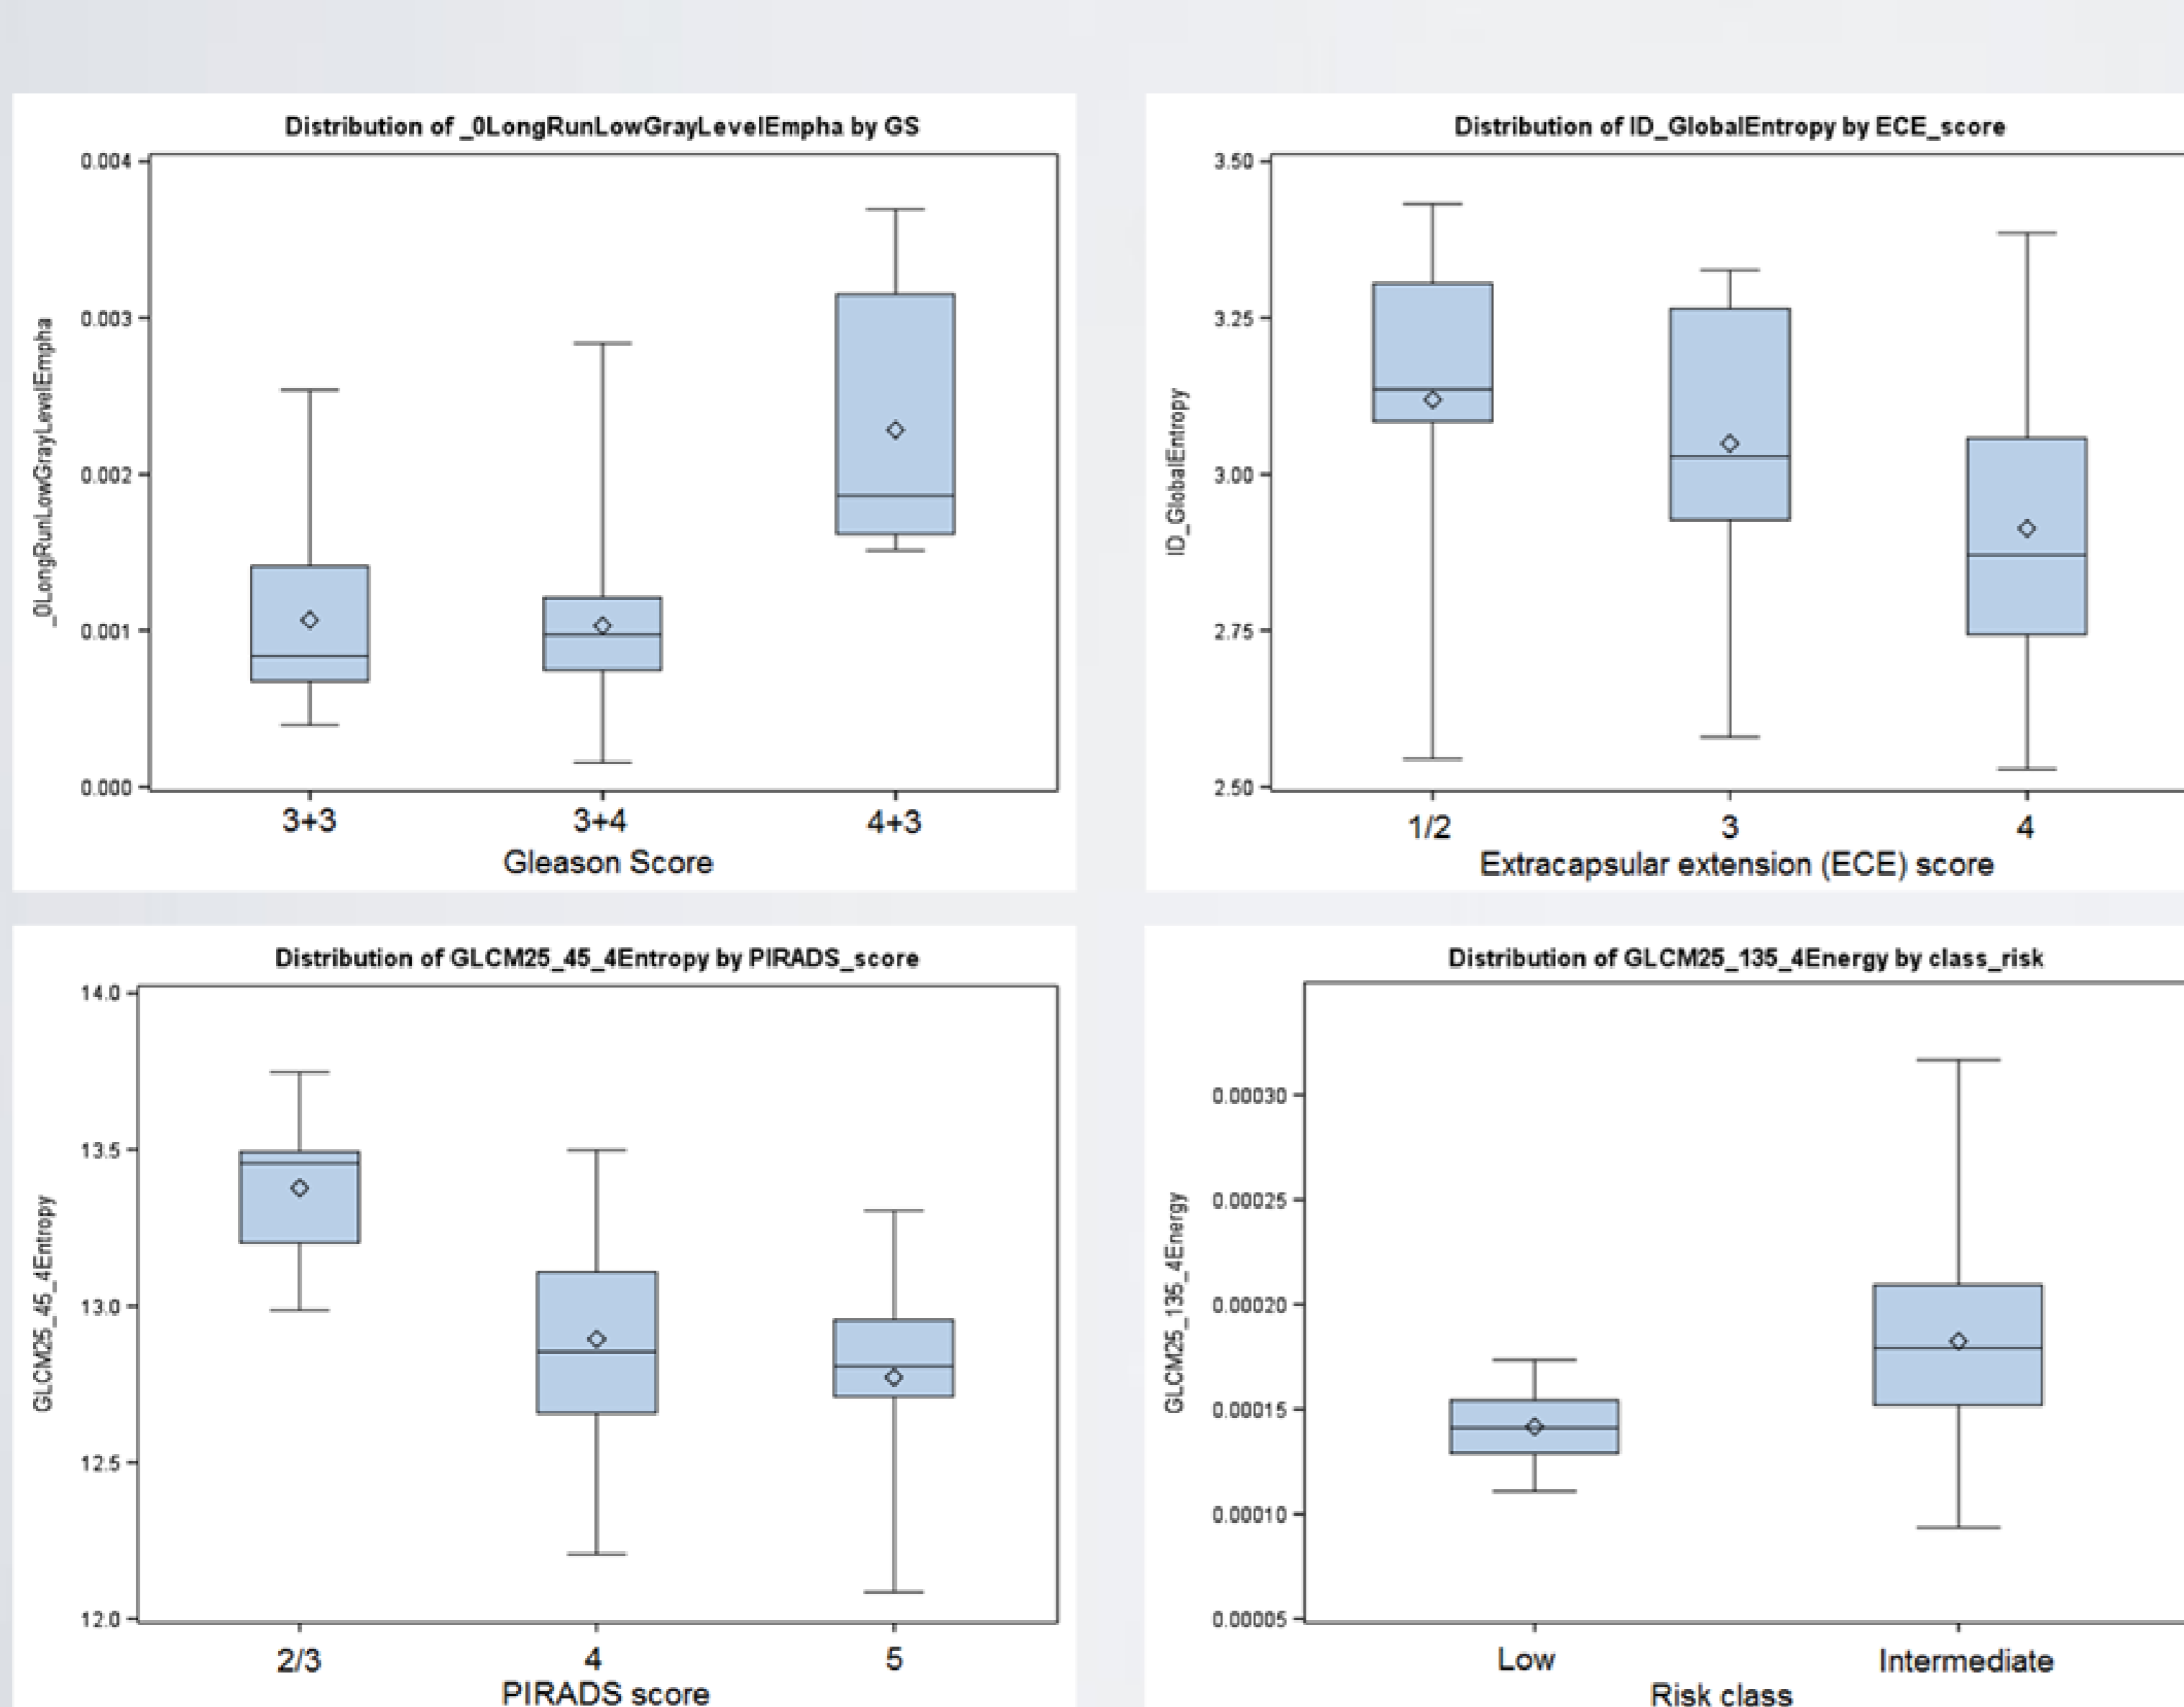 Distribution of _0LongRunLowGrayLevelEmpha by GS
0.004
0.003
0.002
0.001
0.000
_0LongRunLowGrayLevelEmpha
3+3 3+4 4+3
Gleason Score
Distribution of ID_GlobalEntropy by ECE_score
3.50
3.25
3.00
2.75
2.50
ID_GlobalEntropy
1/2 3 4
Extracapsular extension (ECE) score
Distribution of GLCM25_45_4Entropy by PIRADS_score
14.0
13.5
13.0
12.5
12.0
GLCM25_45_4Entropy
2/3 4 5
PIRADS score
Distribution of GLCM25_135_4Energy by class_risk
0.00030
0.00025
0.00020
0.00015
0.00010
0.00005
GLCM25_135_4Energy
Low Intermediate
Risk class